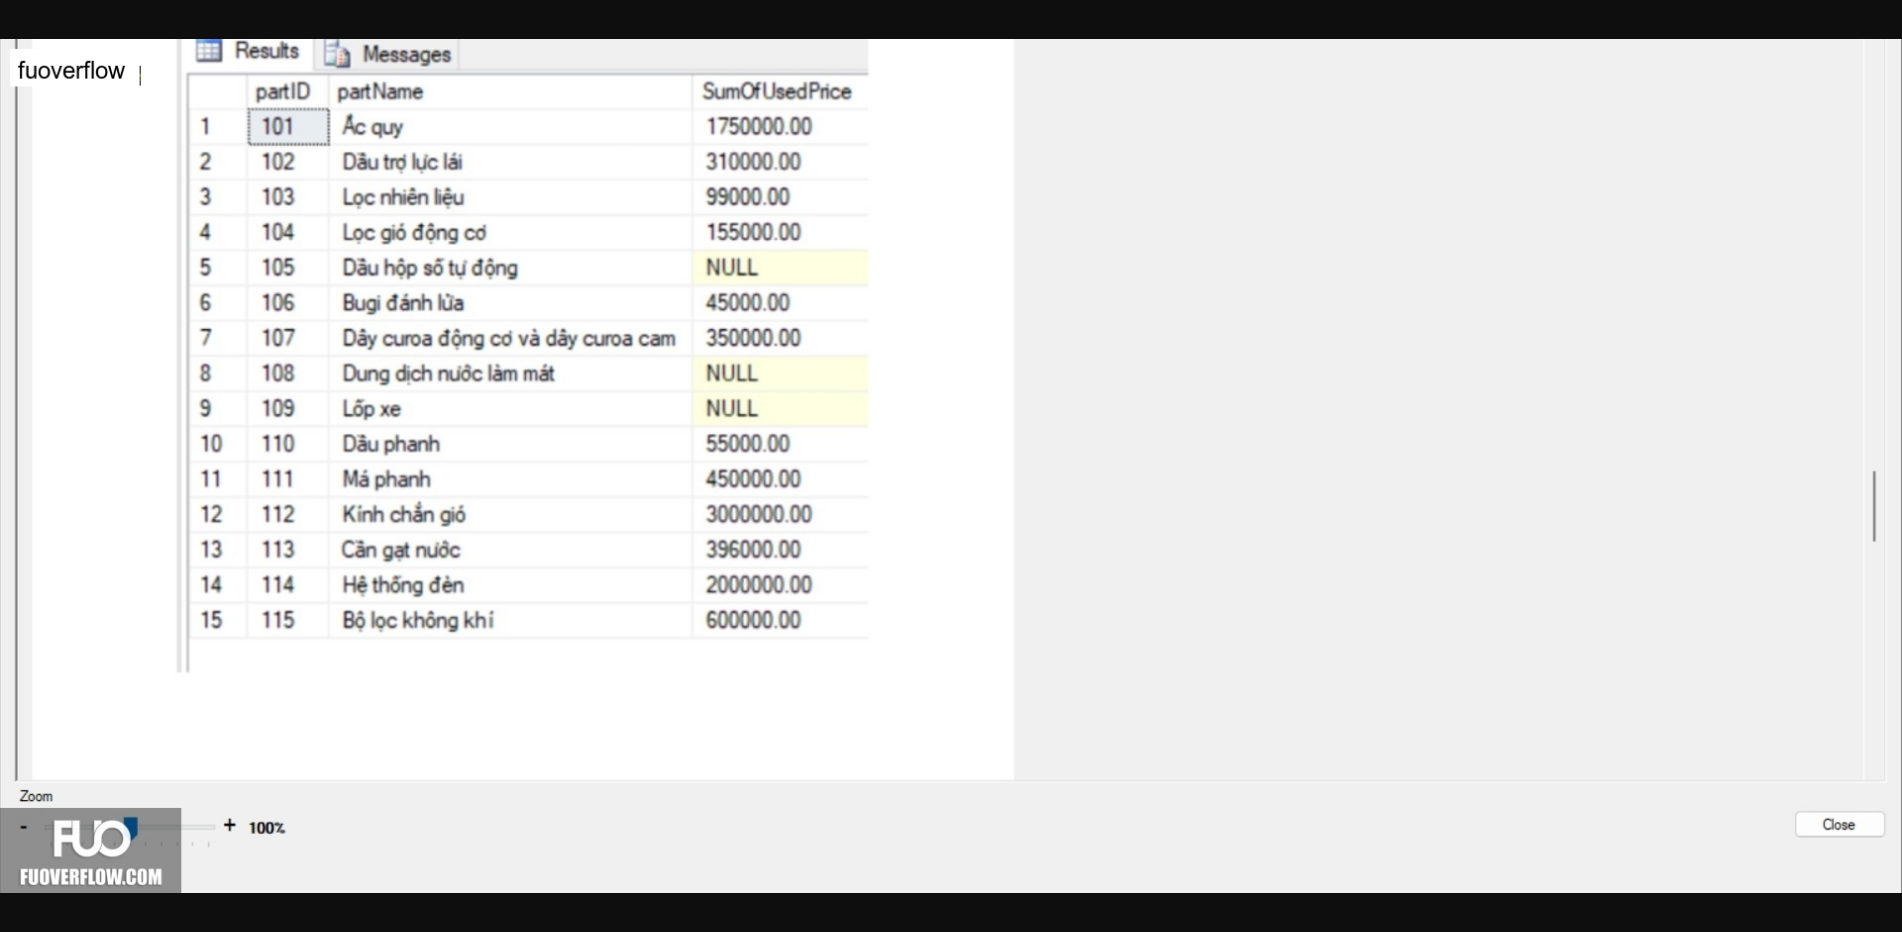 Results Messages
fuoverflow
partID partName SumOfUsedPrice
1 101 Ắc quy 1750000.00
2 102 Dầu trợ lực lái 310000.00
3 103 Lọc nhiên liệu 99000.00
4 104 Lọc gió động cơ 155000.00
5 105 Dầu hộp số tự động NULL
6 106 Bugi đánh lửa 45000.00
7 107 Dây curoa động cơ và dây curoa cam 350000.00
8 108 Dung dịch nước làm mát NULL
9 109 Lốp xe NULL
10 110 Dầu phanh 55000.00
11 111 Má phanh 450000.00
12 112 Kính chắn gió 3000000.00
13 113 Cần gạt nước 396000.00
14 114 Hệ thống đèn 2000000.00
15 115 Bộ lọc không khí 600000.00
Zoom
- + 100% Close
FUO
FUOVERFLOW.COM